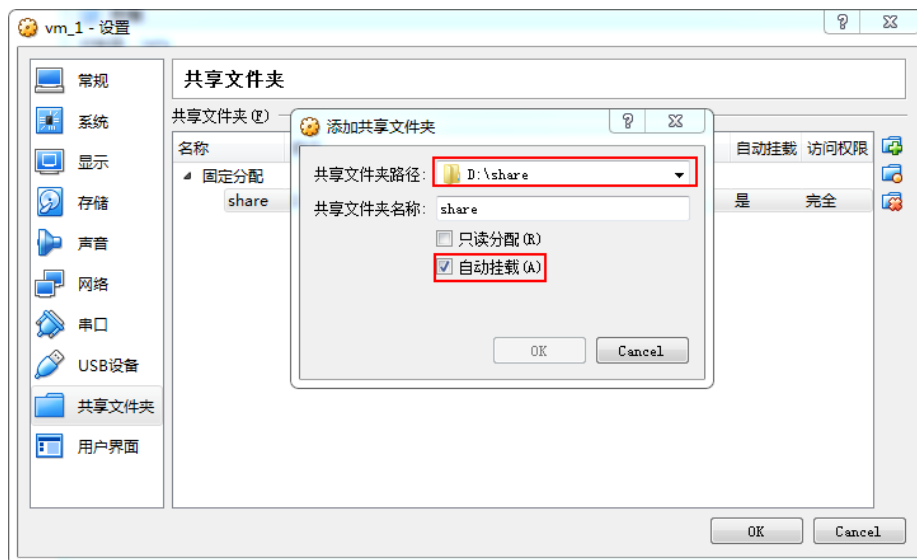 vm_1 - 设置
常规
系统
显示
存储
声音
网络
串口
USB设备
共享文件夹
用户界面
共享文件夹
共享文件夹(F)
名称 自动挂载 访问权限
固定分配
share 是 完全
添加共享文件夹
共享文件夹路径: D:\share
共享文件夹名称: share
只读分配(R)
自动挂载(A)
OK Cancel
OK Cancel